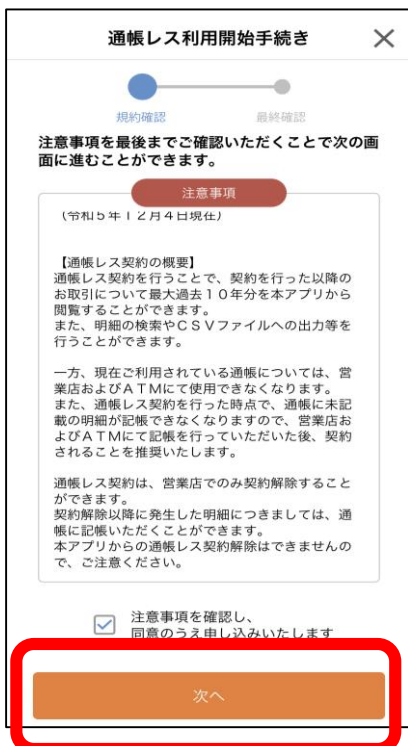 通帳レス利用開始手続き
規約確認
最終確認
注意事項を最後までご確認いただくことで次の画
面に進むことができます。
注意事項
（令和5年12月4日現在）
【通帳レス契約の概要】
通帳レス契約を行うことで、契約を行った以降の
お取引について最大過去１０年分を本アプリから
閲覧することができます。
また、明細の検索やＣＳＶファイルへの出力等を
行うことができます。
一方、現在ご利用されている通帳については、営
業店およびＡＴＭにて使用できなくなります。
また、通帳レス契約を行った時点で、通帳に未記
載の明細が記帳できなくなりますので、営業店お
よびＡＴＭにて記帳を行っていただいた後、契約
されることを推奨いたします。
通帳レス契約は、営業店でのみ契約解除すること
ができます。
契約解除以降に発生した明細につきましては、通
帳に記帳いただくことができます。
本アプリからの通帳レス契約解除はできませんの
で、ご注意ください。
注意事項を確認し、
同意のうえ申し込みいたします
次へ